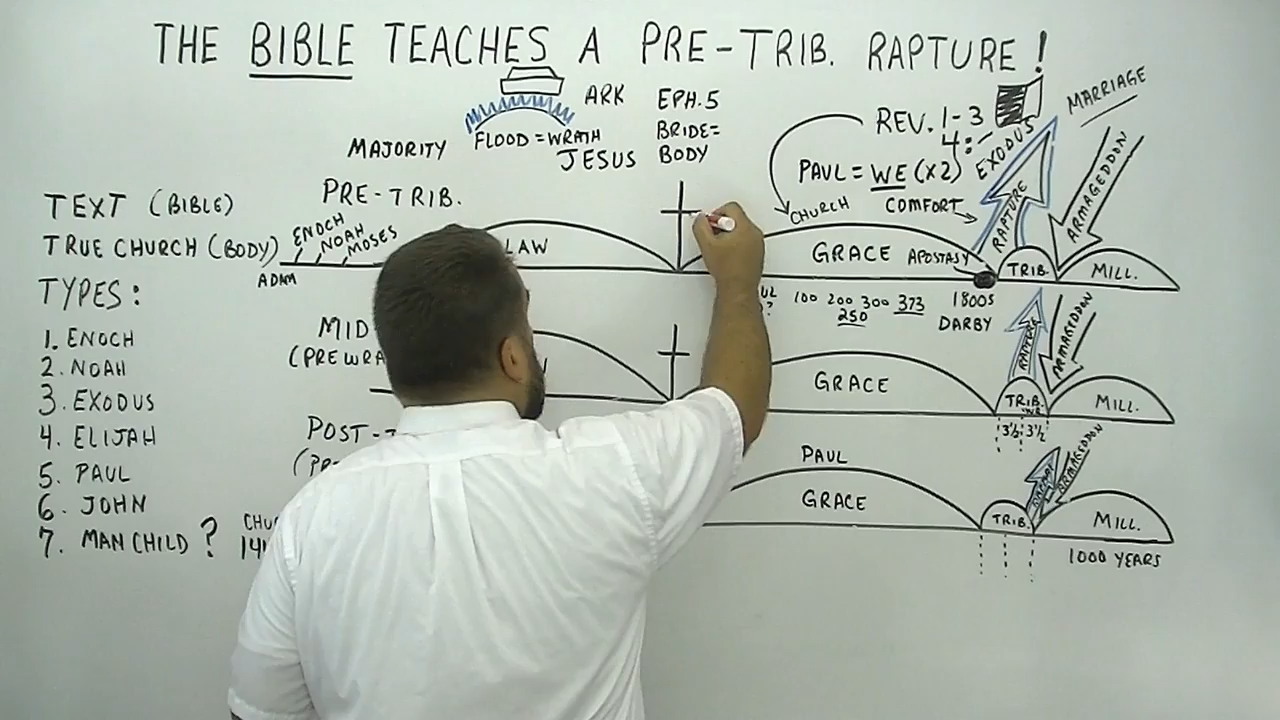 THE BIBLE TEACHES A PRE-TRIB. RAPTURE!
ARK
FLOOD = WRATH
JESUS
EPH. 5
BRIDE =
BODY
REV. 1-3
4:
EXODUS
MARRIAGE
MAJORITY
PAUL = WE (X2)
COMFORT
CHURCH
TEXT (BIBLE)
TRUE CHURCH (BODY)
TYPES:
1. ENOCH
2. NOAH
3. EXODUS
4. ELIJAH
5. PAUL
6. JOHN
7. MAN CHILD ?
PRE-TRIB.
ENOCH
NOAH
MOSES
ADAM
LAW
GRACE
APOSTASY
RAPTURE
ARMAGEDDON
TRIB.
MILL.
100 200 300 373
250
1800S
DARBY
MID
(PREWRA
GRACE
RAPTURE
ARMAGEDDON
TRIB.
MILL.
3½ 3½
POST-
PAUL
GRACE
ARMAGEDDON
TRIB.
MILL.
1000 YEARS